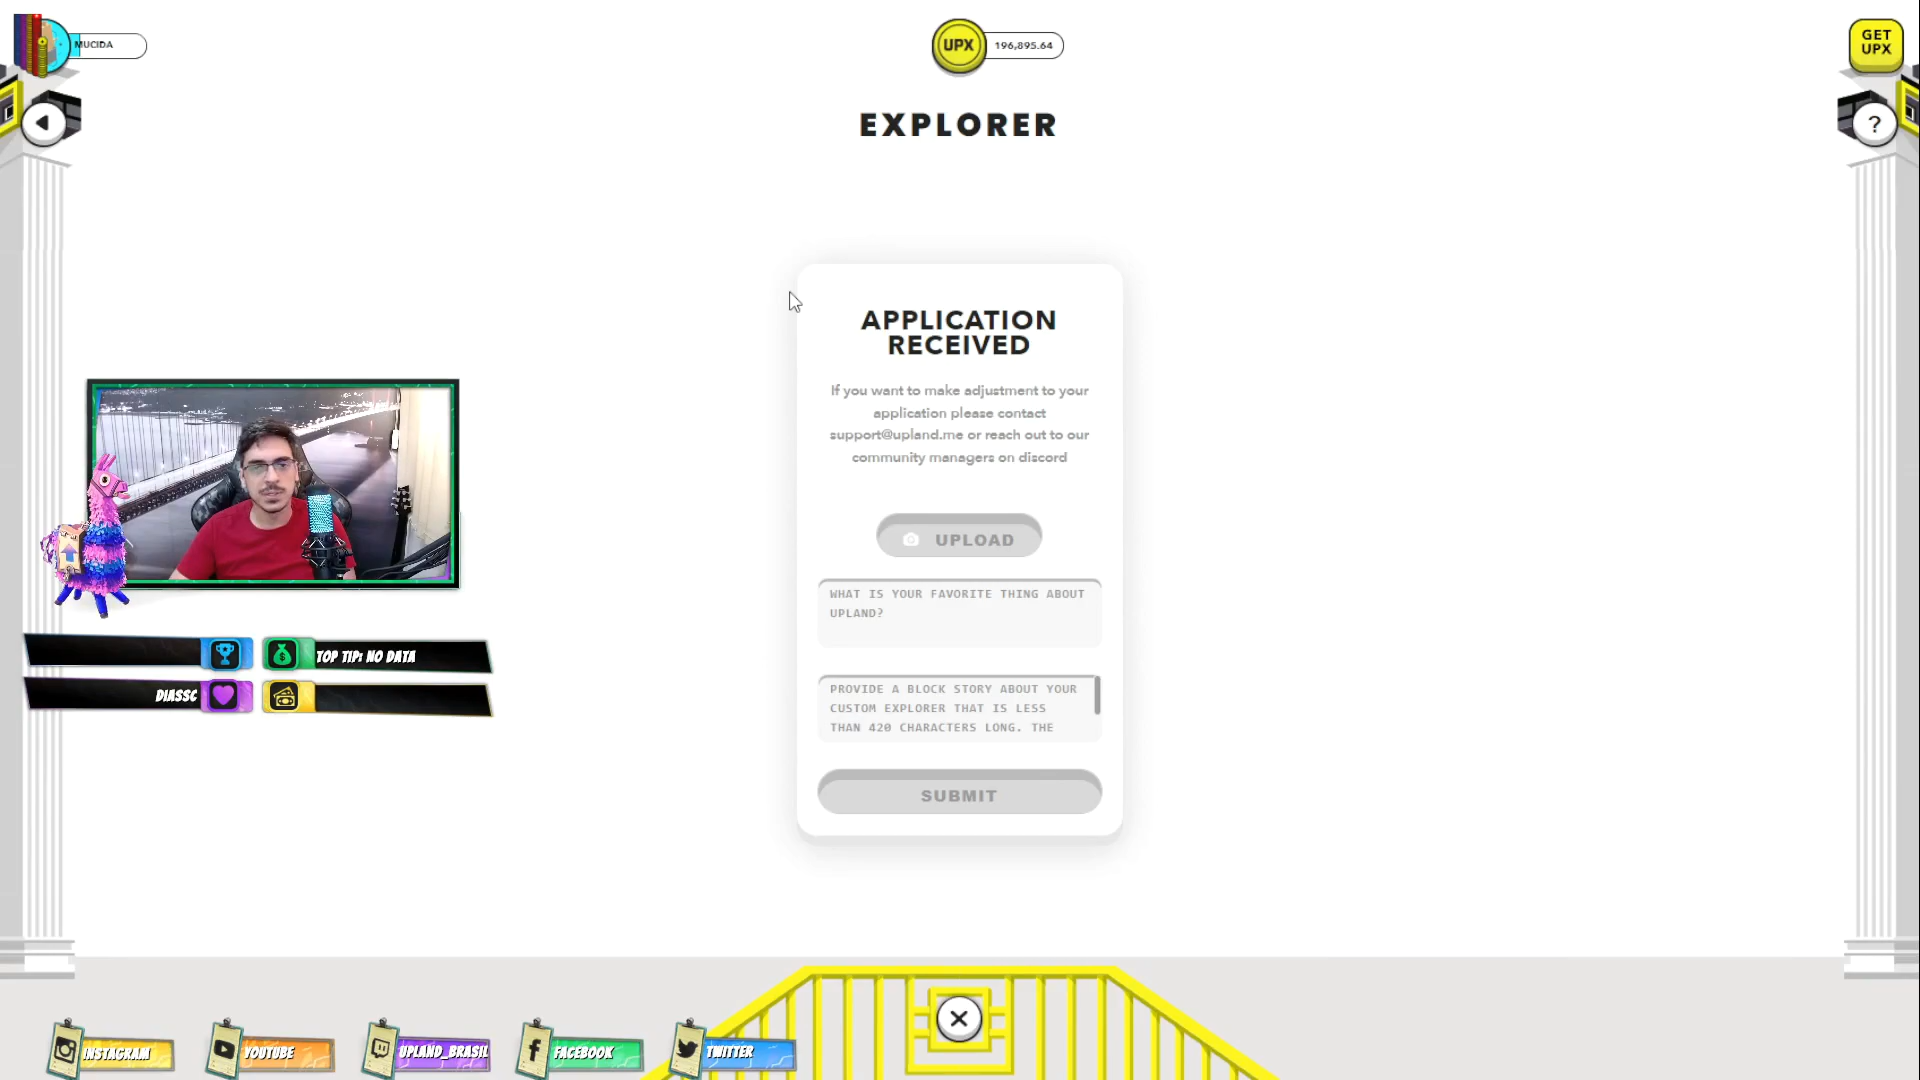 MUCIDA
UPX
196,895.64
GET
UPX
EXPLORER
?
APPLICATION
RECEIVED
If you want to make adjustment to your
application please contact
support@upland.me or reach out to our
community managers on discord
UPLOAD
WHAT IS YOUR FAVORITE THING ABOUT
UPLAND?
PROVIDE A BLOCK STORY ABOUT YOUR
CUSTOM EXPLORER THAT IS LESS
THAN 420 CHARACTERS LONG. THE
SUBMIT
TOP TIP: NO DATA
DIASSC
INSTAGRAM
YOUTUBE
UPLAND_BRASIL
FACEBOOK
TWITTER